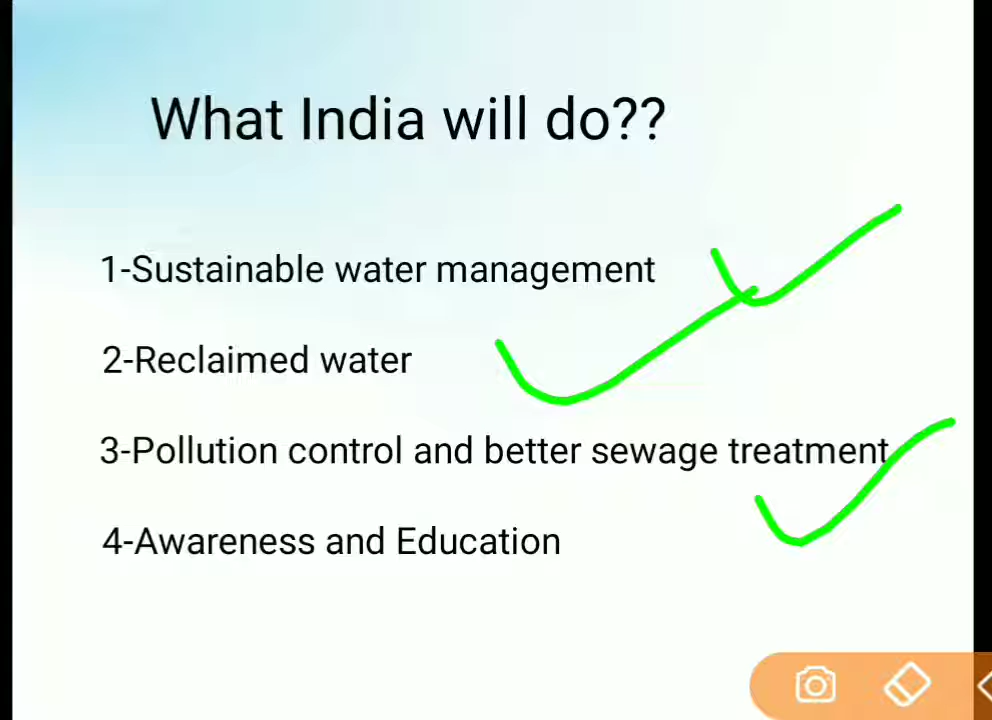 What India will do??
1-Sustainable water management
2-Reclaimed water
3-Pollution control and better sewage treatment
4-Awareness and Education